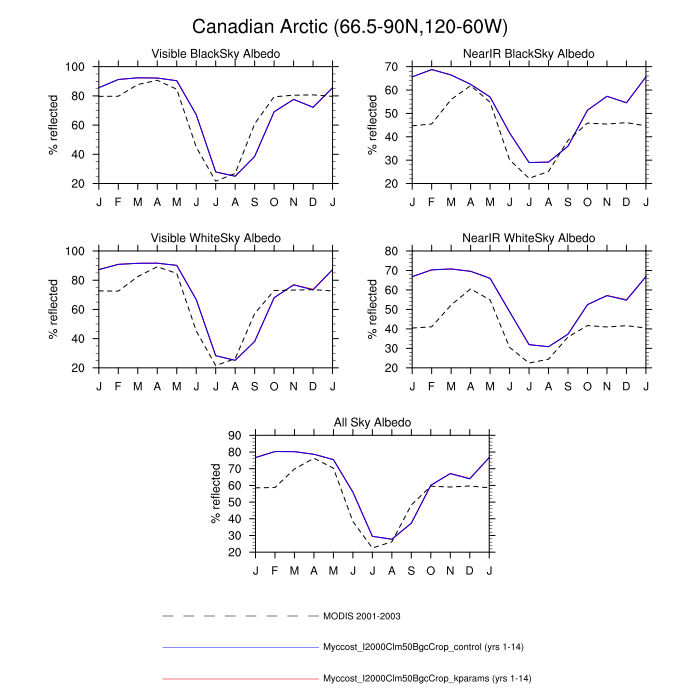 Canadian Arctic (66.5-90N,120-60W)
Visible BlackSky Albedo
% reflected
100
80
60
40
20
J F M A M J J A S O N D J
NearIR BlackSky Albedo
% reflected
70
60
50
40
30
20
J F M A M J J A S O N D J
Visible WhiteSky Albedo
% reflected
100
80
60
40
20
J F M A M J J A S O N D J
NearIR WhiteSky Albedo
% reflected
80
70
60
50
40
30
20
J F M A M J J A S O N D J
All Sky Albedo
% reflected
90
80
70
60
50
40
30
20
J F M A M J J A S O N D J
MODIS 2001-2003
Myccost_I2000Clm50BgcCrop_control (yrs 1-14)
Myccost_I2000Clm50BgcCrop_kparams (yrs 1-14)